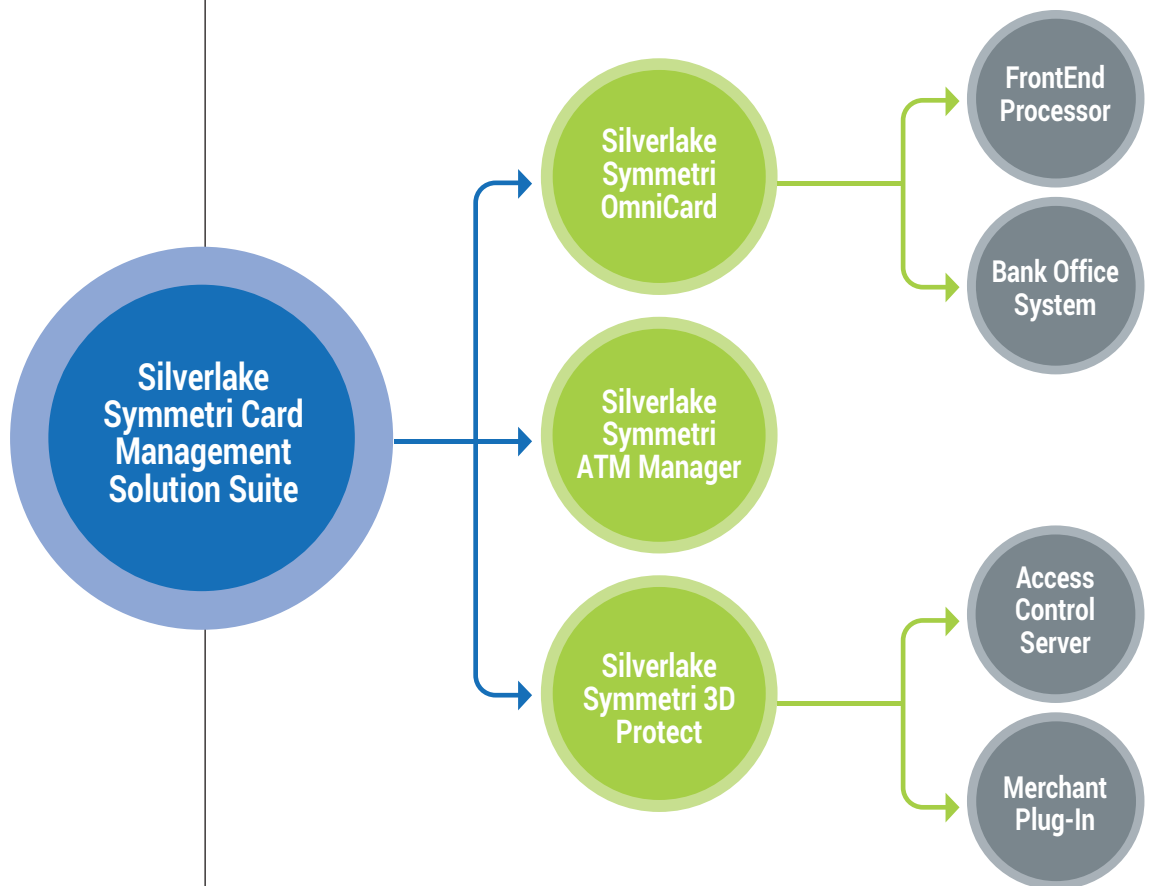 Silverlake
Symmetri Card
Management
Solution Suite
Silverlake
Symmetri
OmniCard
Silverlake
Symmetri
ATM Manager
Silverlake
Symmetri 3D
Protect
FrontEnd
Processor
Bank Office
System
Access
Control
Server
Merchant
Plug-In